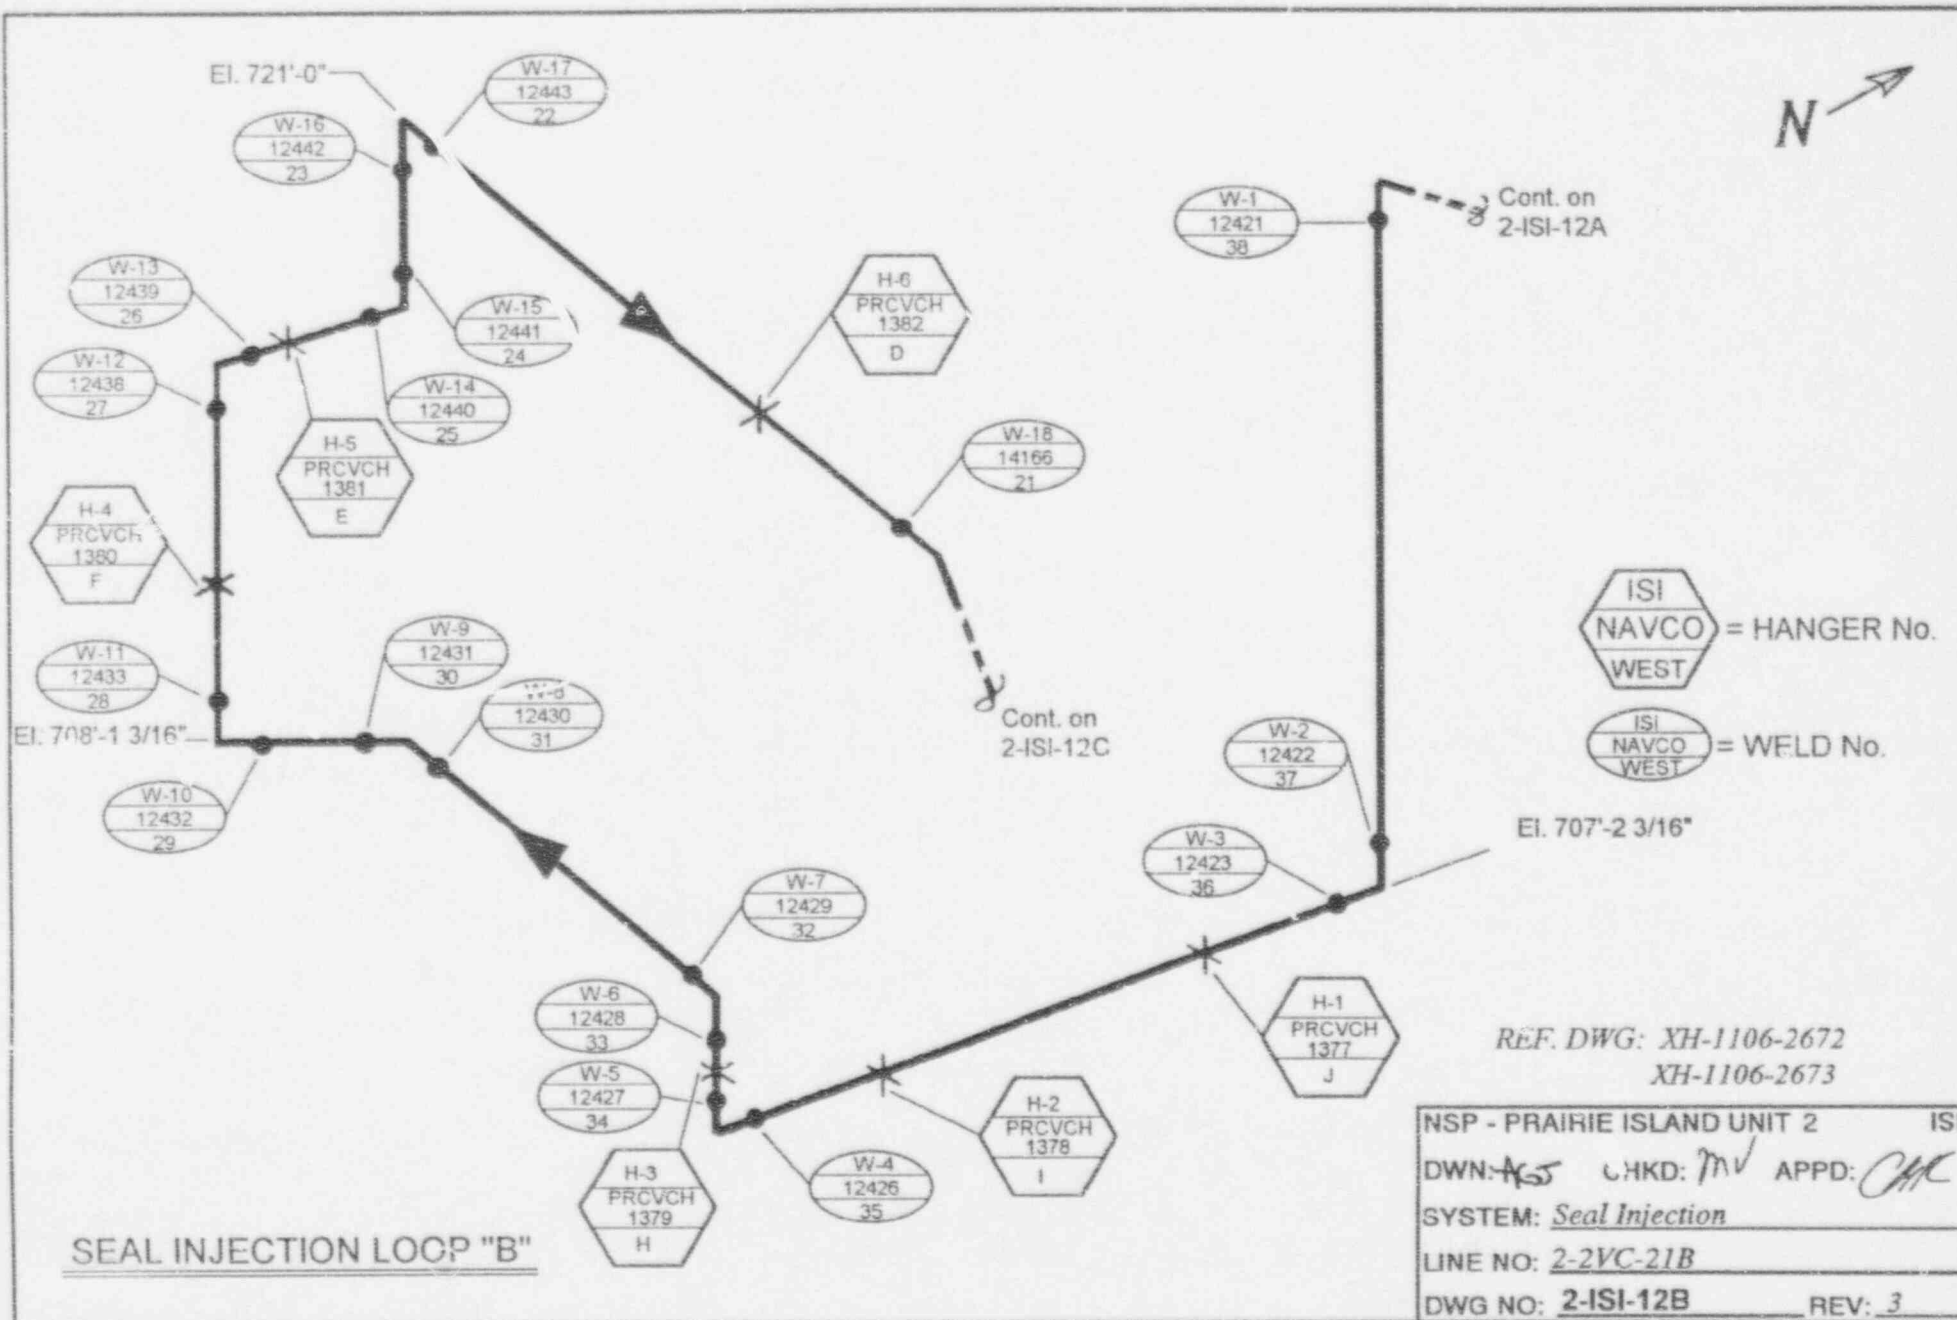 El. 721'-0"
W-17
12443
22
W-16
12442
23
N
W-1
12421
38
Cont. on
2-ISI-12A
W-13
12439
26
H-6
PRCVCH
1382
D
W-15
12441
24
W-12
12438
27
W-14
12440
25
H-5
PRCVCH
1381
E
W-18
14166
21
H-4
PRCVCH
1380
F
ISI
NAVCO
WEST
= HANGER No.
W-9
12431
30
W-11
12433
28
W-8
12430
31
El. 708'-1 3/16"
Cont. on
2-ISI-12C
ISI
NAVCO
WEST
= WELD No.
W-2
12422
37
W-10
12432
29
El. 707'-2 3/16"
W-3
12423
36
W-7
12429
32
W-6
12428
33
H-1
PRCVCH
1377
J
REF. DWG: XH-1106-2672
XH-1106-2673
W-5
12427
34
H-2
PRCVCH
1378
I
H-3
PRCVCH
1379
H
W-4
12426
35
SEAL INJECTION LOOP "B"
NSP - PRAIRIE ISLAND UNIT 2 IS
DWN: CHKD: MV APPD:
SYSTEM: Seal Injection
LINE NO: 2-2VC-21B
DWG NO: 2-ISI-12B REV: 3